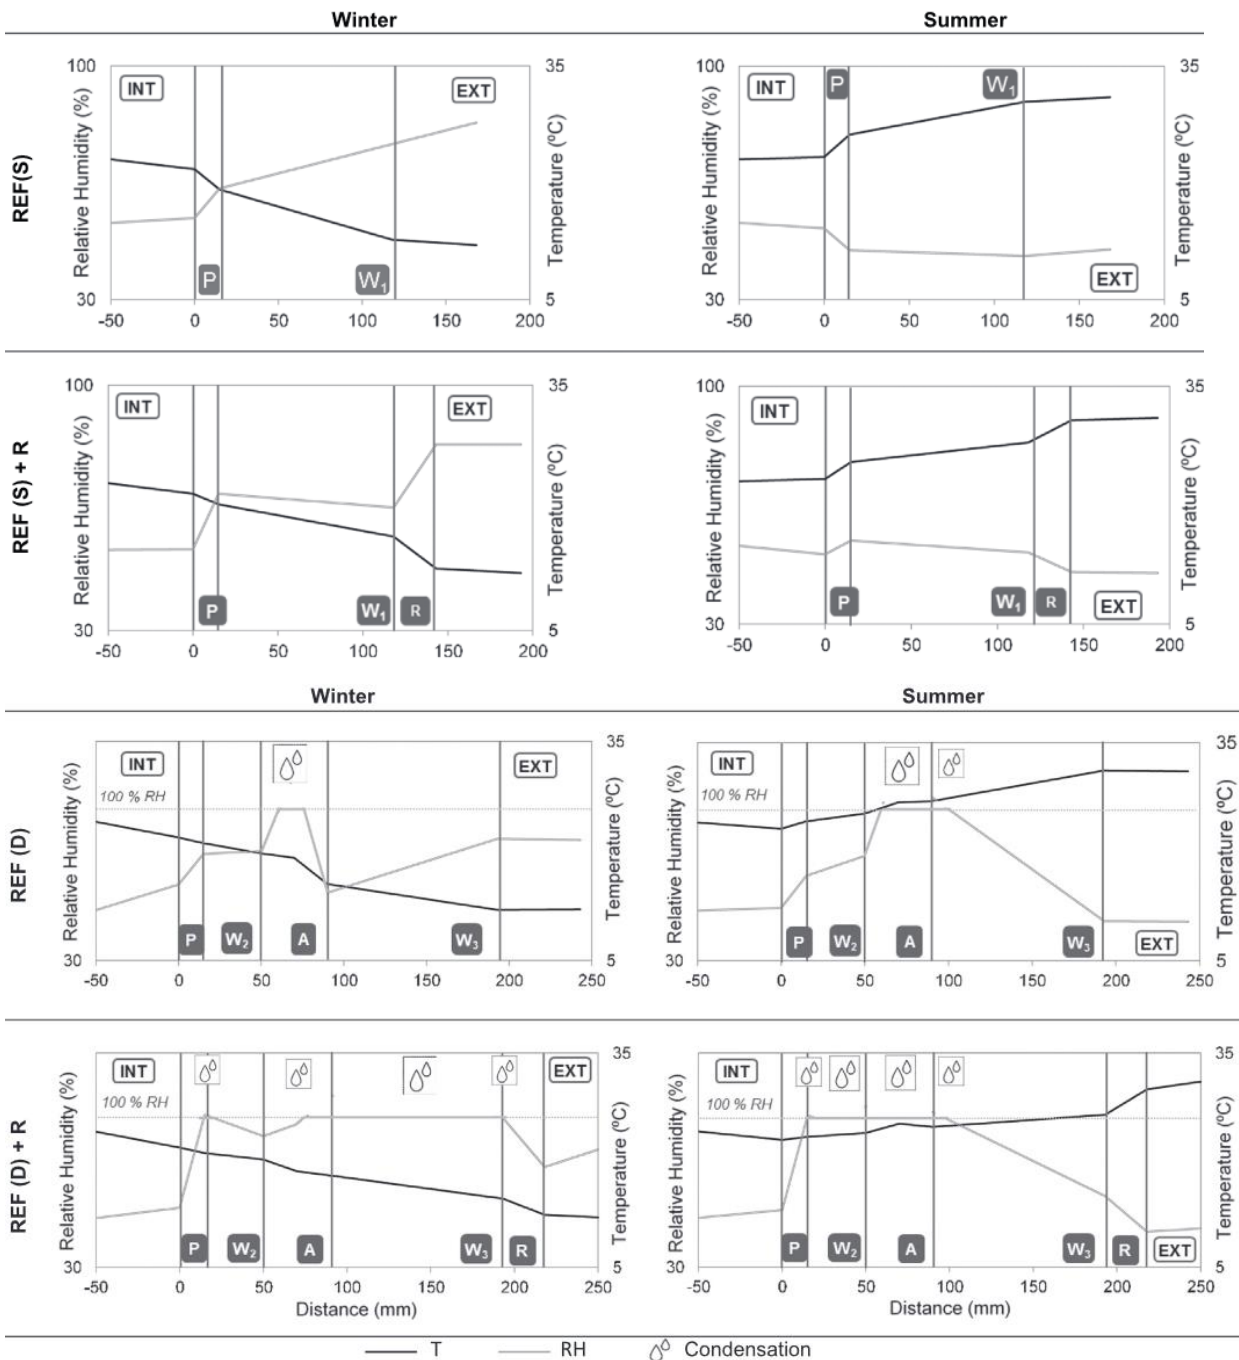 Winter Summer
REF(S)
Relative Humidity (%)
100
30
INT
EXT
P
W1
35
5
Temperature (ºC)
-50 0 50 100 150 200
Relative Humidity (%)
100
30
INT
P
W1
EXT
35
5
Temperature (ºC)
-50 0 50 100 150 200
REF (S) + R
Relative Humidity (%)
100
30
INT
EXT
P
W1
R
35
5
Temperature (ºC)
-50 0 50 100 150 200
Relative Humidity (%)
100
30
INT
P
W1
R
EXT
35
5
Temperature (ºC)
-50 0 50 100 150 200
Winter Summer
REF (D)
Relative Humidity (%)
30
INT
EXT
100 % RH
P
W2
A
W3
35
5
Temperature (ºC)
-50 0 50 100 150 200 250
Relative Humidity (%)
30
INT
100 % RH
P
W2
A
W3
EXT
35
5
Temperature (ºC)
-50 0 50 100 150 200 250
REF (D) + R
Relative Humidity (%)
30
INT
EXT
100 % RH
P
W2
A
W3
R
35
5
Temperature (ºC)
-50 0 50 100 150 200 250
Distance (mm)
Relative Humidity (%)
30
INT
100 % RH
P
W2
A
W3
R
EXT
35
5
Temperature (ºC)
-50 0 50 100 150 200 250
Distance (mm)
T RH Condensation